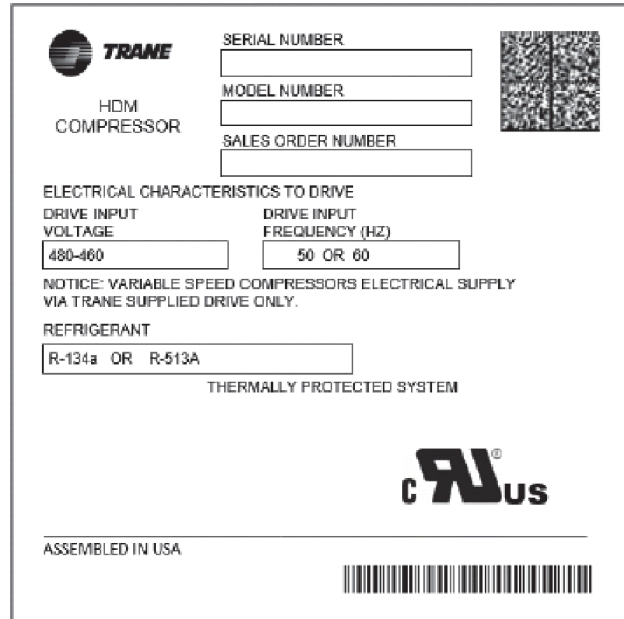 TRANE
HDM
COMPRESSOR
SERIAL NUMBER
MODEL NUMBER
SALES ORDER NUMBER
ELECTRICAL CHARACTERISTICS TO DRIVE
DRIVE INPUT
VOLTAGE
480-460
DRIVE INPUT
FREQUENCY (HZ)
50 OR 60
NOTICE: VARIABLE SPEED COMPRESSORS ELECTRICAL SUPPLY
VIA TRANE SUPPLIED DRIVE ONLY.
REFRIGERANT
R-134a OR R-513A
THERMALLY PROTECTED SYSTEM
C RU® US
ASSEMBLED IN USA